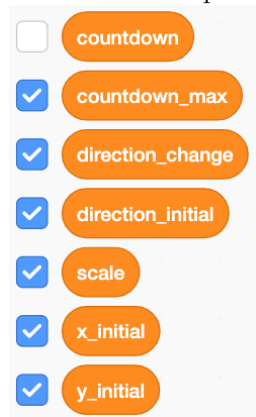 countdown
countdown_max
direction_change
direction_initial
scale
x_initial
y_initial